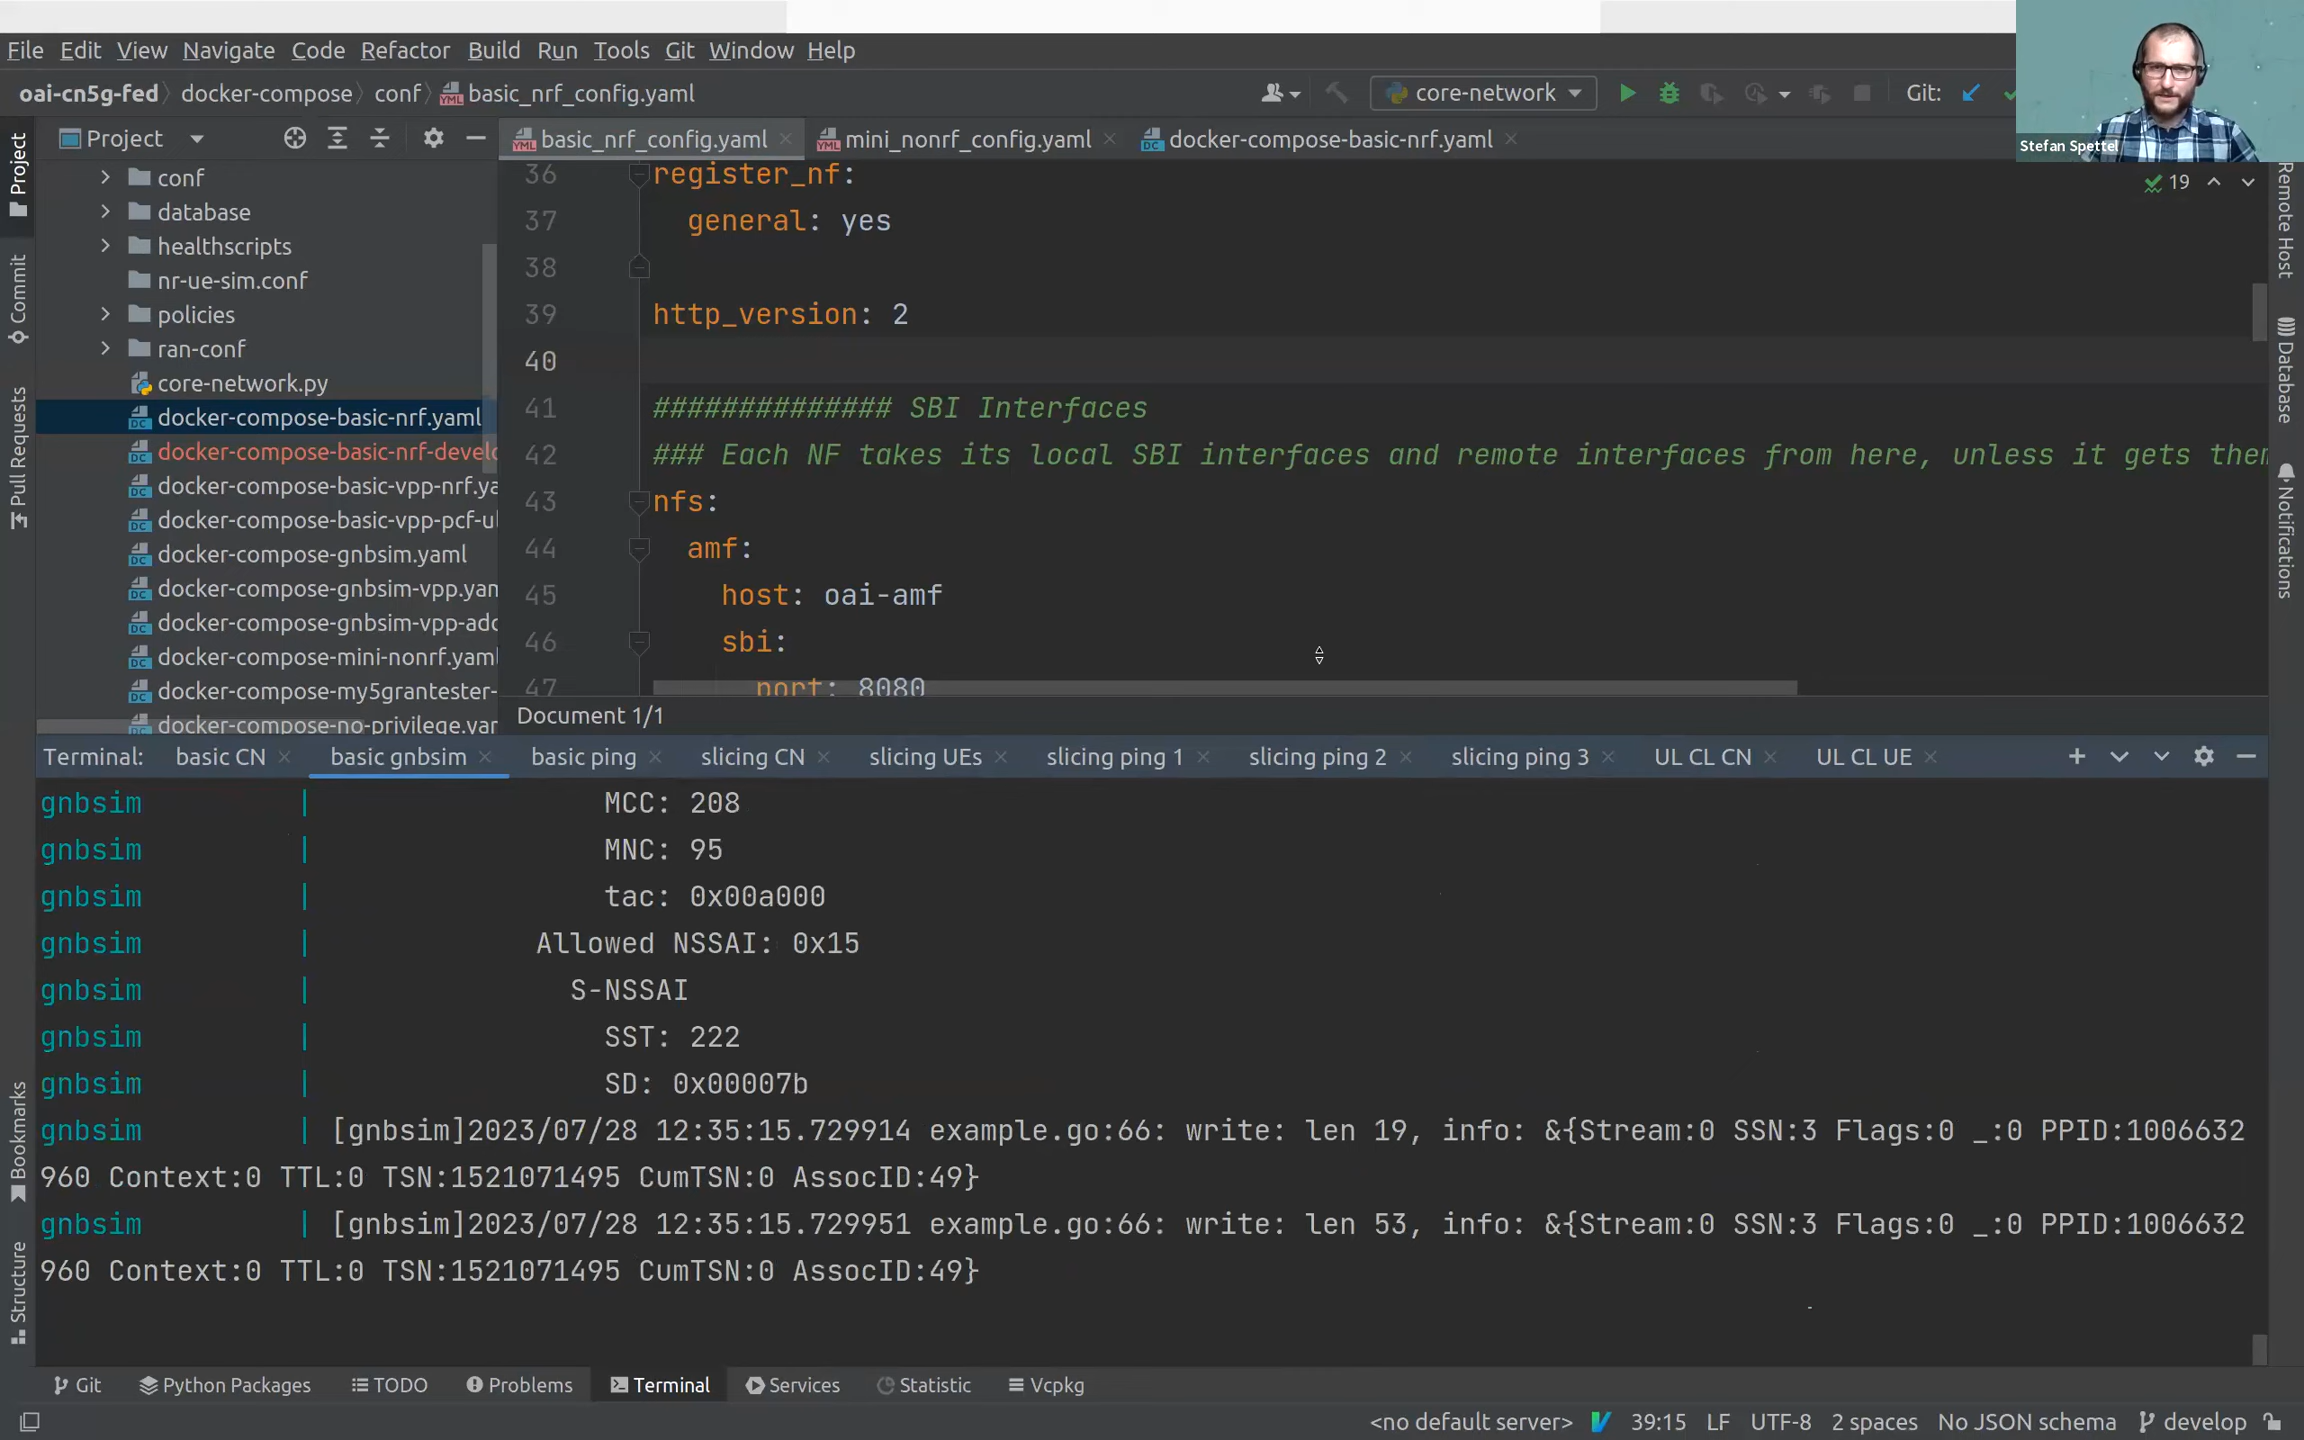 File Edit View Navigate Code Refactor Build Run Tools Git Window Help
oai-cn5g-fed docker-compose conf basic_nrf_config.yaml core-network Git:
Stefan Spettel
Project basic_nrf_config.yaml mini_nonrf_config.yaml docker-compose-basic-nrf.yaml
Project
Commit
Pull Requests
Bookmarks
Structure
conf
database
healthscripts
nr-ue-sim.conf
policies
ran-conf
core-network.py
docker-compose-basic-nrf.yaml
docker-compose-basic-nrf-develo
docker-compose-basic-vpp-nrf.ya
docker-compose-basic-vpp-pcf-ul
docker-compose-gnbsim.yaml
docker-compose-gnbsim-vpp.yam
docker-compose-gnbsim-vpp-add
docker-compose-mini-nonrf.yaml
docker-compose-my5grantester-
docker-compose-no-privilege.yam
36 register_nf:
37 general: yes
38
39 http_version: 2
40
41 ############## SBI Interfaces
42 ### Each NF takes its local SBI interfaces and remote interfaces from here, unless it gets them
43 nfs:
44 amf:
45 host: oai-amf
46 sbi:
47 port: 8080
19
Document 1/1
Remote Host
Database
Notifications
Terminal: basic CN basic gnbsim basic ping slicing CN slicing UEs slicing ping 1 slicing ping 2 slicing ping 3 UL CL CN UL CL UE
gnbsim | MCC: 208
gnbsim | MNC: 95
gnbsim | tac: 0x00a000
gnbsim | Allowed NSSAI: 0x15
gnbsim | S-NSSAI
gnbsim | SST: 222
gnbsim | SD: 0x00007b
gnbsim | [gnbsim]2023/07/28 12:35:15.729914 example.go:66: write: len 19, info: &{Stream:0 SSN:3 Flags:0 _:0 PPID:1006632
960 Context:0 TTL:0 TSN:1521071495 CumTSN:0 AssocID:49}
gnbsim | [gnbsim]2023/07/28 12:35:15.729951 example.go:66: write: len 53, info: &{Stream:0 SSN:3 Flags:0 _:0 PPID:1006632
960 Context:0 TTL:0 TSN:1521071495 CumTSN:0 AssocID:49}
Git Python Packages TODO Problems Terminal Services Statistic Vcpkg
<no default server> 39:15 LF UTF-8 2 spaces No JSON schema develop